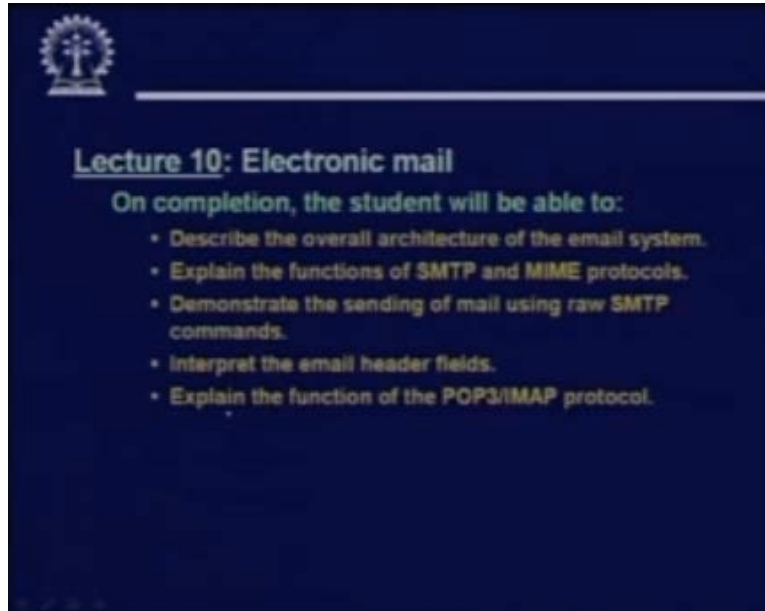 Lecture 10: Electronic mail
On completion, the student will be able to:
• Describe the overall architecture of the email system.
• Explain the functions of SMTP and MIME protocols.
• Demonstrate the sending of mail using raw SMTP
commands.
• Interpret the email header fields.
• Explain the function of the POP3/IMAP protocol.